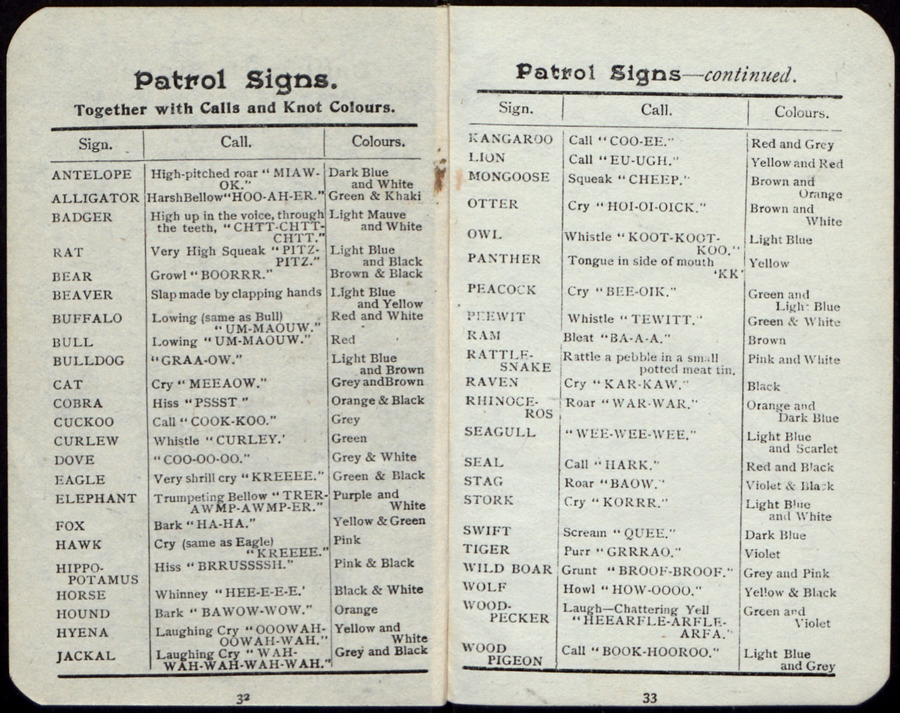 Patrol Signs.
Together with Calls and Knot Colours.
Sign. Call. Colours.
ANTELOPE High-pitched roar "MIAW- Dark Blue
OK." and White
ALLIGATOR Harsh Bellow "HOO-AH-ER." Green & Khaki
BADGER High up in the voice, through Light Mauve
the teeth, "CHTT-CHTT- and White
CHTT."
RAT Very High Squeak "PITZ- Light Blue
PITZ." and Black
BEAR Growl "BOORRR." Brown & Black
BEAVER Slap made by clapping hands Light Blue
and Yellow
BUFFALO Lowing (same as Bull) Red and White
"UM-MAOUW."
BULL Lowing "UM-MAOUW." Red
BULLDOG "GRAA-OW." Light Blue
and Brown
CAT Cry "MEEAOW." Grey and Brown
COBRA Hiss "PSSST" Orange & Black
CUCKOO Call "COOK-KOO." Grey
CURLEW Whistle "CURLEY.' Green
DOVE "COO-OO-OO." Grey & White
EAGLE Very shrill cry "KREEEE." Green & Black
ELEPHANT Trumpeting Bellow "TRER- Purple and
AWMP-AWMP-ER." White
FOX Bark "HA-HA." Yellow & Green
HAWK Cry (same as Eagle) Pink
"KREEEE."
HIPPO- Hiss "BRRUSSSSH." Pink & Black
POTAMUS
HORSE Whinney "HEE-E-E-E.' Black & White
HOUND Bark "BAWOW-WOW." Orange
HYENA Laughing Cry "OOOWAH- Yellow and
OOWAH-WAH." White
JACKAL Laughing Cry "WAH- Grey and Black
WAH-WAH-WAH-WAH."
32
Patrol Signs—continued.
Sign. Call. Colours.
KANGAROO Call "COO-EE." Red and Grey
LION Call "EU-UGH." Yellow and Red
MONGOOSE Squeak "CHEEP." Brown and
Orange
OTTER Cry "HOI-OI-OICK." Brown and
White
OWL Whistle "KOOT-KOOT- Light Blue
KOO."
PANTHER Tongue in side of mouth Yellow
'KK'
PEACOCK Cry "BEE-OIK." Green and
Light Blue
PEEWIT Whistle "TEWITT." Green & White
RAM Bleat "BA-A-A." Brown
RATTLE- Rattle a pebble in a small Pink and White
SNAKE potted meat tin.
RAVEN Cry "KAR-KAW." Black
RHINOCE- Roar "WAR-WAR." Orange and
ROS Dark Blue
SEAGULL "WEE-WEE-WEE." Light Blue
and Scarlet
SEAL Call "HARK." Red and Black
STAG Roar "BAOW." Violet & Black
STORK Cry "KORRR." Light Blue
and White
SWIFT Scream "QUEE." Dark Blue
TIGER Purr "GRRRAO." Violet
WILD BOAR Grunt "BROOF-BROOF." Grey and Pink
WOLF Howl "HOW-OOOO." Yellow & Black
WOOD- Laugh—Chattering Yell Green and
PECKER "HEEARFLE-ARFLE- Violet
ARFA."
WOOD Call "BOOK-HOOROO." Light Blue
PIGEON and Grey
33